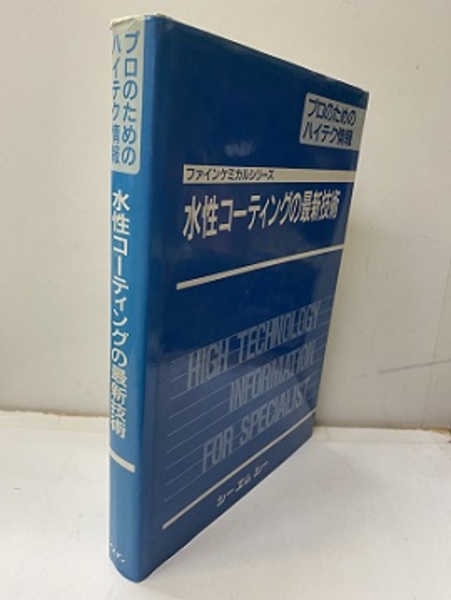 プロのための
ハイテク情報
水性コーティングの最新技術
プロのための
ハイテク情報
ファインケミカルシリーズ
水性コーティングの最新技術
HIGH TECHNOLOGY
INFORMATION
FOR SPECIALIST
シーエムシー